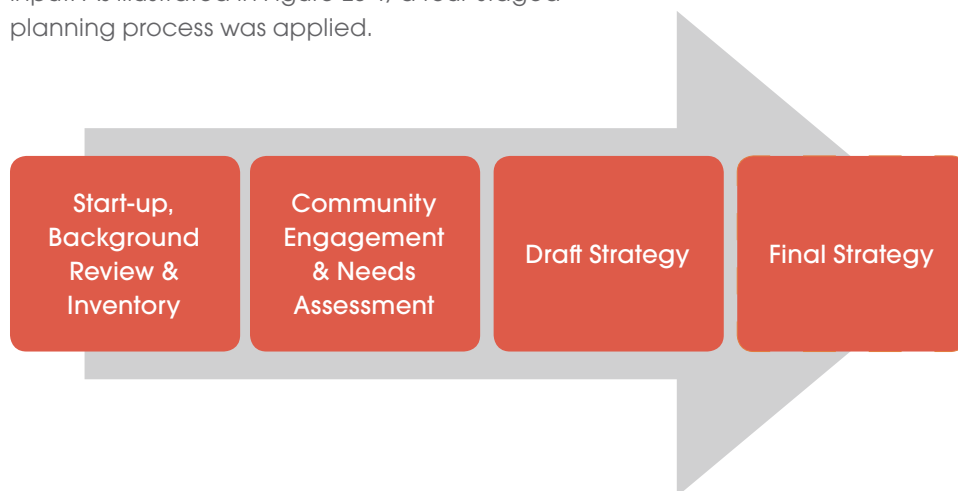 planning process was applied.
Start-up,
Background
Review &
Inventory
Community
Engagement
& Needs
Assessment
Draft Strategy
Final Strategy